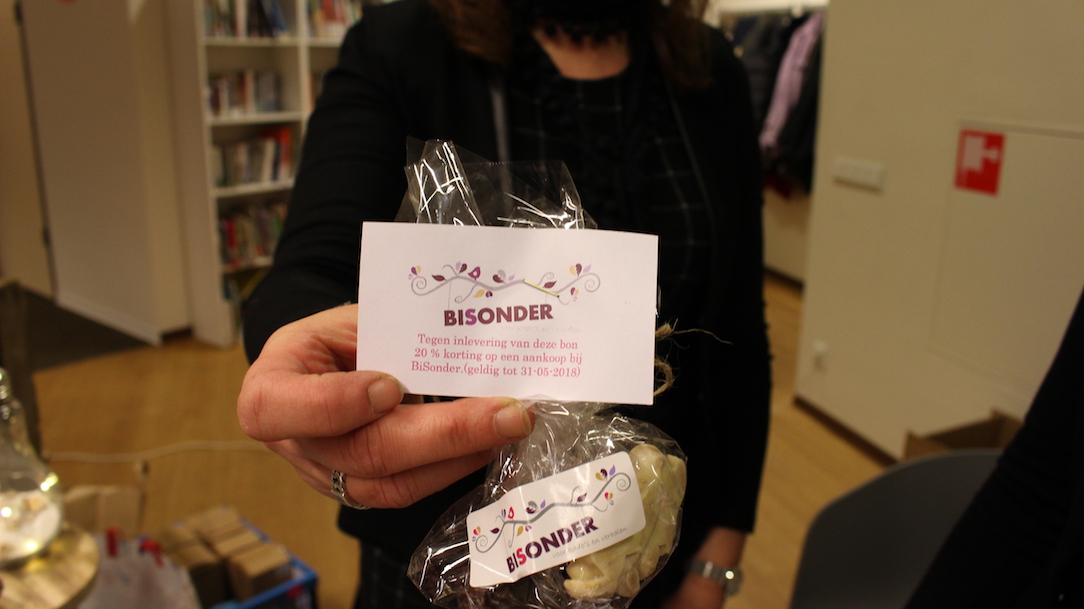 BISONDER
Tegen inlevering van deze bon
20 % korting op een aankoop bij
BiSonder.(geldig tot 31-05-2018)
BISONDER